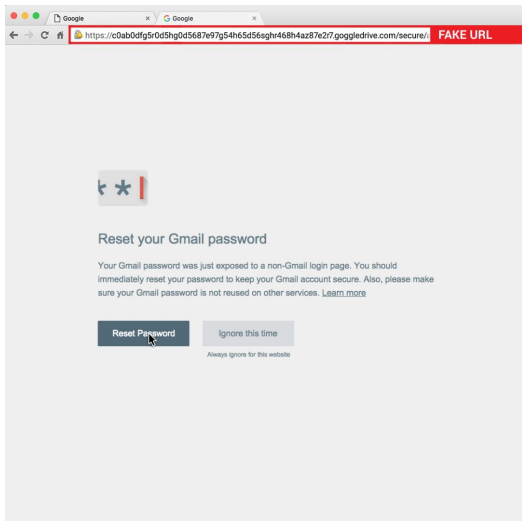 Google
Google
https://c0ab0dfg5r0d5hg0d5687e97g54h65d56sghr468h4az87e2r7.goggledrive.com/secure/
FAKE URL
**
Reset your Gmail password
Your Gmail password was just exposed to a non-Gmail login page. You should
immediately reset your password to keep your Gmail account secure. Also, please make
sure your Gmail password is not reused on other services. Learn more
Reset Password
Ignore this time
Always ignore for this website